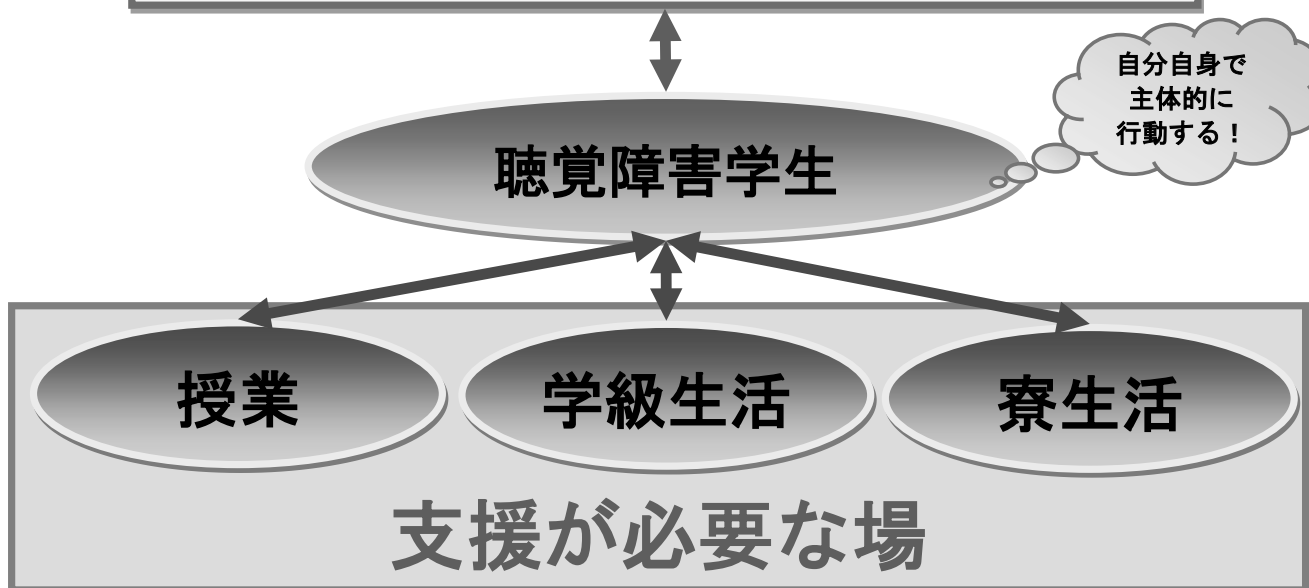 自分自身で
主体的に
行動する！
聴覚障害学生
授業
学級生活
寮生活
支援が必要な場